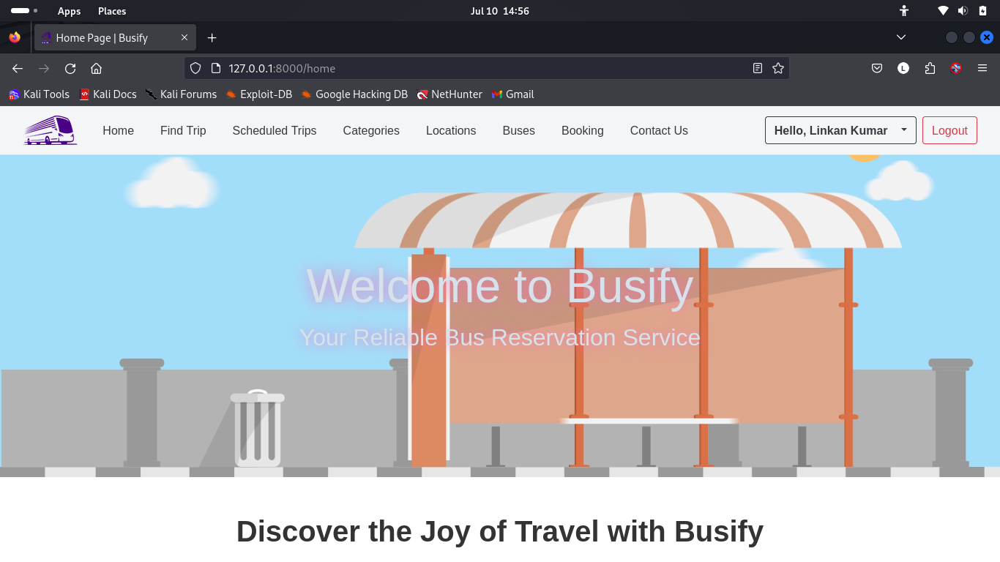 Apps Places Jul 10 14:56
Home Page | Busify
127.0.0.1:8000/home L
Kali Tools Kali Docs Kali Forums Exploit-DB Google Hacking DB NetHunter Gmail
Home Find Trip Scheduled Trips Categories Locations Buses Booking Contact Us Hello, Linkan Kumar Logout
Welcome to Busify
Your Reliable Bus Reservation Service
Discover the Joy of Travel with Busify